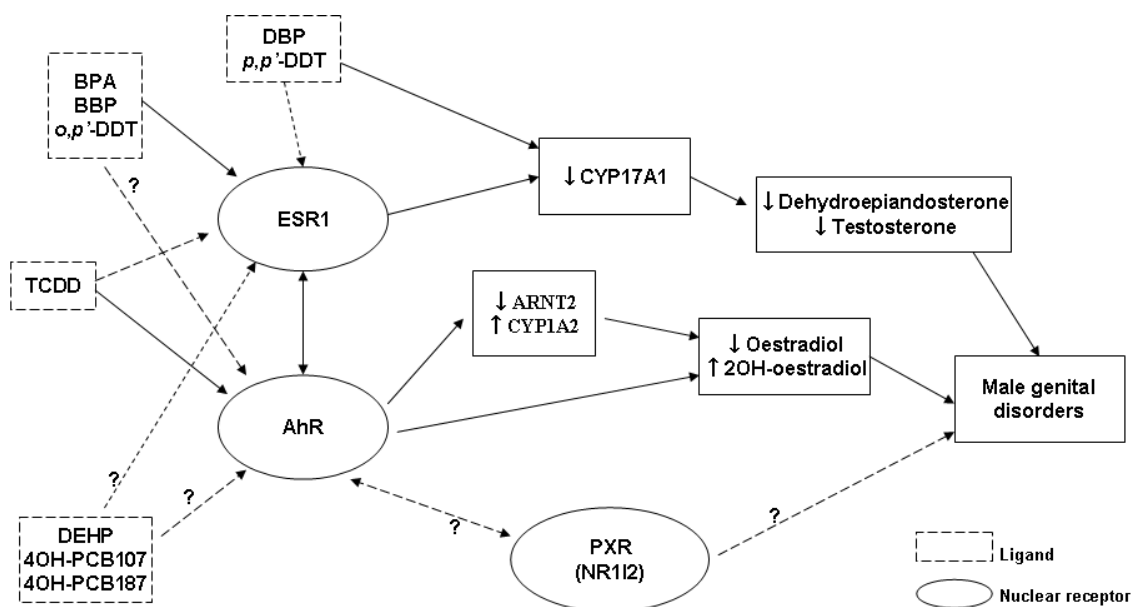 DBP
p,p'-DDT
BPA
BBP
o,p'-DDT
?
↓ CYP17A1
ESR1
↓ Dehydroepiandosterone
↓ Testosterone
TCDD
↓ ARNT2
↑ CYP1A2
↓ Oestradiol
↑ 2OH-oestradiol
Male genital
disorders
AhR
?
?
?
?
DEHP
4OH-PCB107
4OH-PCB187
PXR
(NR1I2)
Ligand
Nuclear receptor